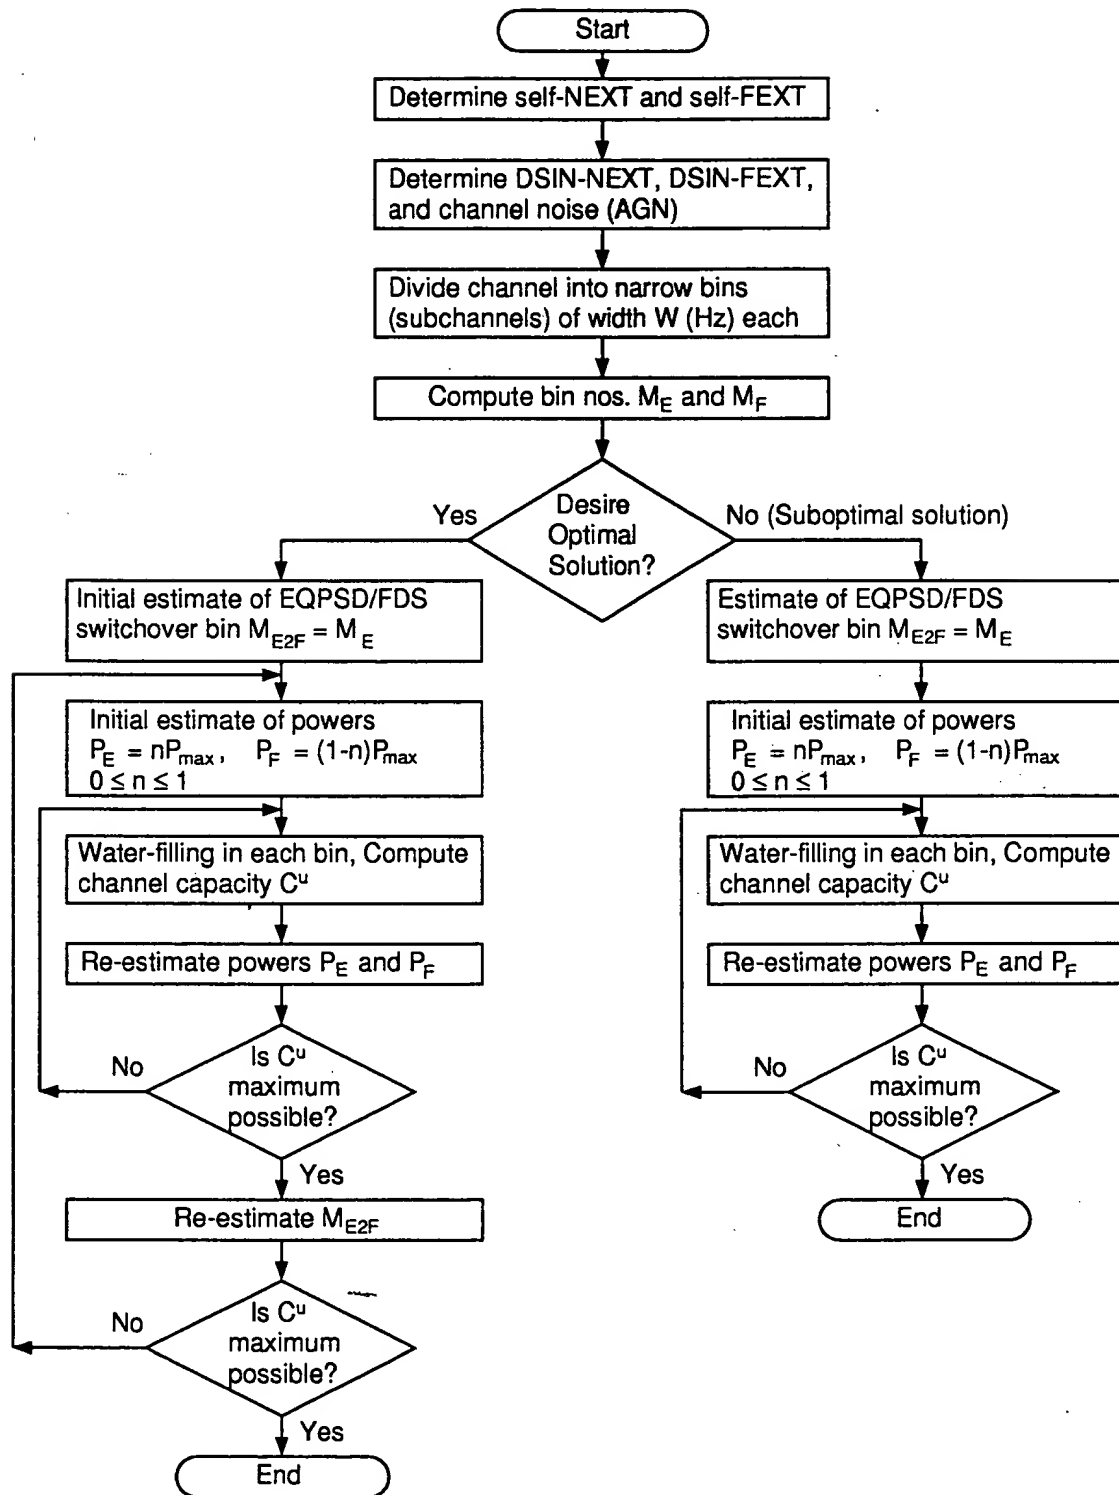 Start
Determine self-NEXT and self-FEXT
Determine DSIN-NEXT, DSIN-FEXT,
and channel noise (AGN)
Divide channel into narrow bins
(subchannels) of width W (Hz) each
Compute bin nos. M_E and M_F
Desire
Optimal
Solution?
Yes
No (Suboptimal solution)
Initial estimate of EQPSD/FDS
switchover bin M_E2F = M_E
Initial estimate of powers
P_E = nP_max, P_F = (1-n)P_max
0 ≤ n ≤ 1
Water-filling in each bin, Compute
channel capacity C^u
Re-estimate powers P_E and P_F
Is C^u
maximum
possible?
No
Yes
Re-estimate M_E2F
Is C^u
maximum
possible?
No
Yes
End
Estimate of EQPSD/FDS
switchover bin M_E2F = M_E
Initial estimate of powers
P_E = nP_max, P_F = (1-n)P_max
0 ≤ n ≤ 1
Water-filling in each bin, Compute
channel capacity C^u
Re-estimate powers P_E and P_F
Is C^u
maximum
possible?
No
Yes
End